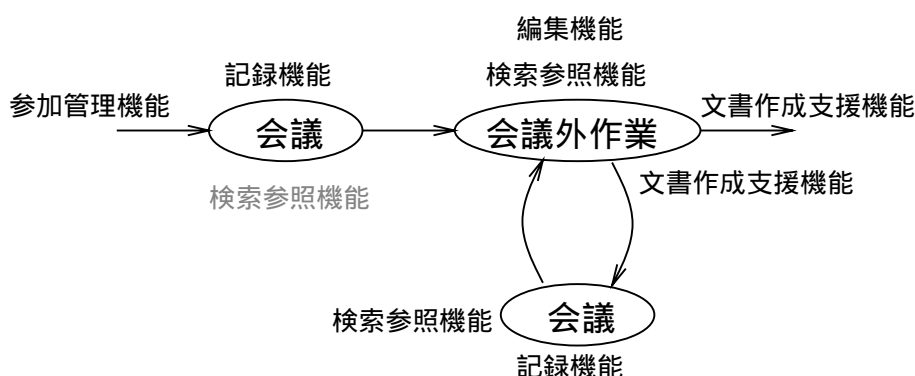 編集機能
記録機能
検索参照機能
参加管理機能
文書作成支援機能
会議
会議外作業
検索参照機能
文書作成支援機能
検索参照機能
会議
記録機能